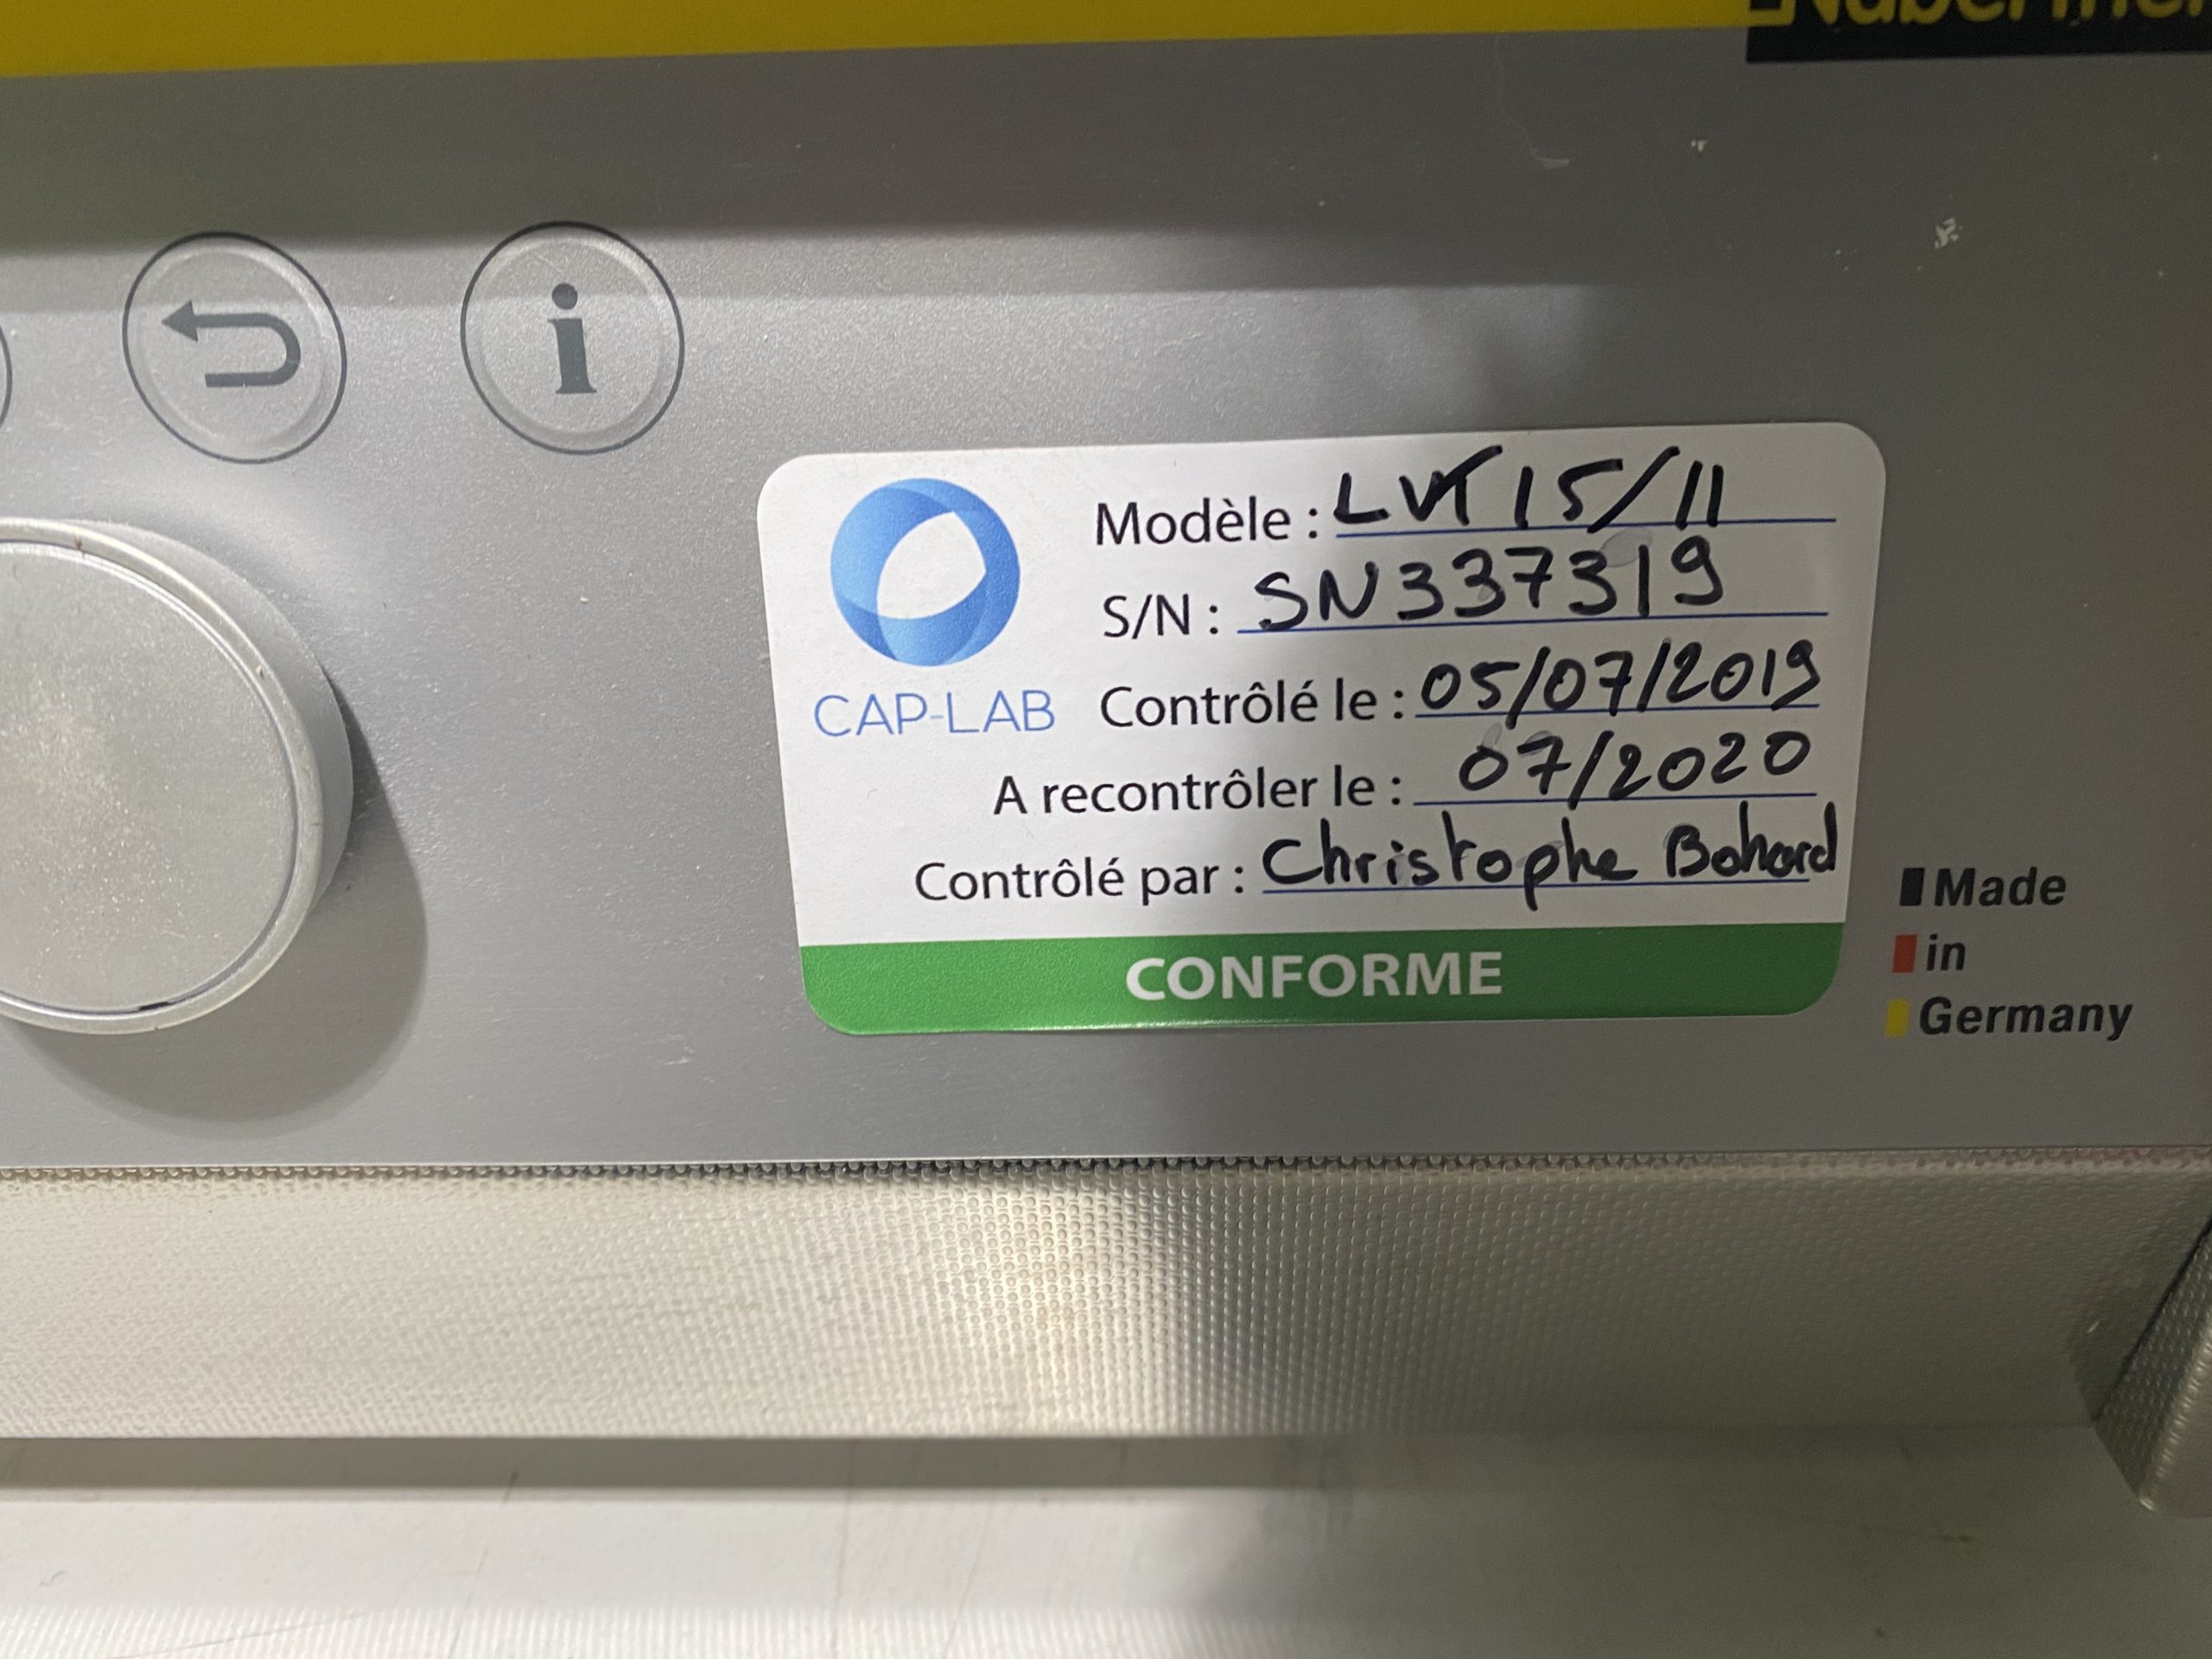 Nabertherm
i
Modèle : LVT 15/11
S/N : SN337319
CAP-LAB
Contrôlé le : 05/07/2019
A recontrôler le : 07/2020
Contrôlé par : Christophe Bohard
CONFORME
Made
in
Germany